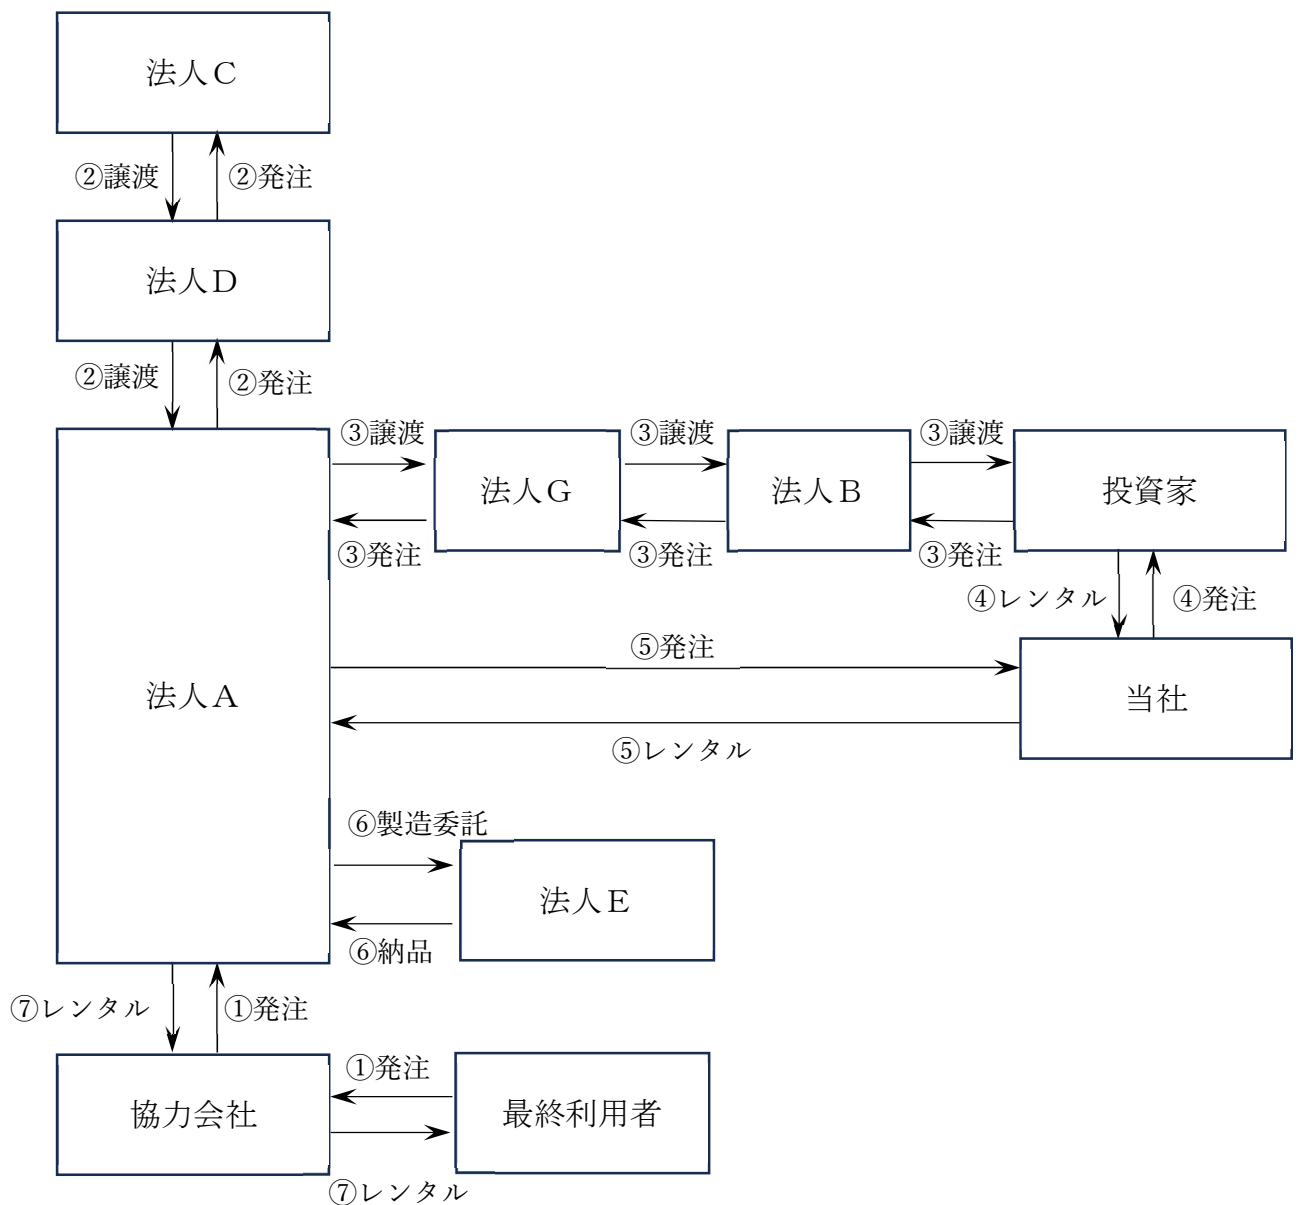 法人C
②譲渡
②発注
法人D
②譲渡
②発注
③譲渡
③譲渡
③譲渡
法人G
法人B
投資家
③発注
③発注
③発注
④レンタル
④発注
⑤発注
法人A
当社
⑤レンタル
⑥製造委託
法人E
⑥納品
⑦レンタル
①発注
①発注
協力会社
最終利用者
⑦レンタル